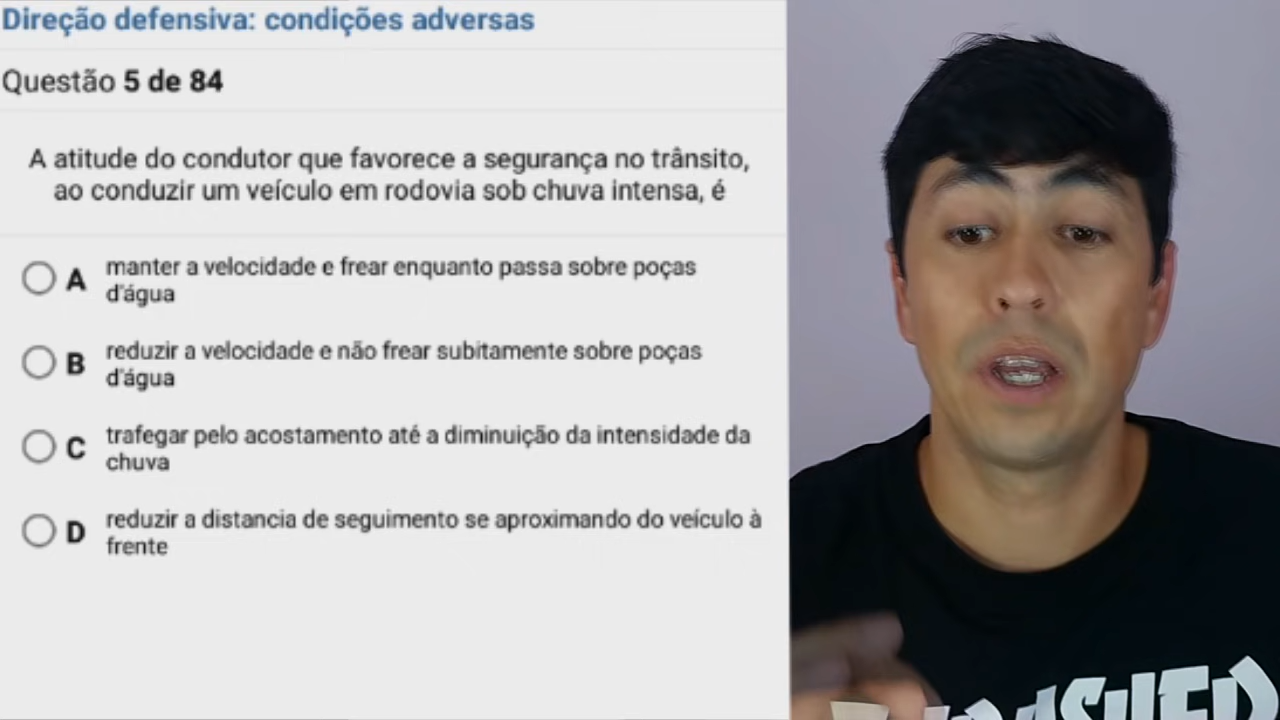 Direção defensiva: condições adversas
Questão 5 de 84
A atitude do condutor que favorece a segurança no trânsito,
ao conduzir um veículo em rodovia sob chuva intensa, é
A manter a velocidade e frear enquanto passa sobre poças
d'água
B reduzir a velocidade e não frear subitamente sobre poças
d'água
C trafegar pelo acostamento até a diminuição da intensidade da
chuva
D reduzir a distancia de seguimento se aproximando do veículo à
frente